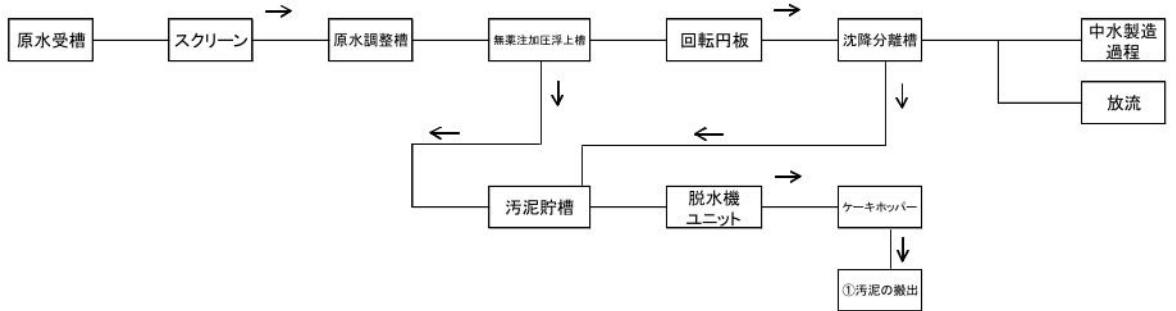 原水受槽
スクリーン
原水調整槽
無薬注加圧浮上槽
回転円板
沈降分離槽
中水製造
過程
放流
汚泥貯槽
脱水機
ユニット
ケーキホッパー
①汚泥の搬出